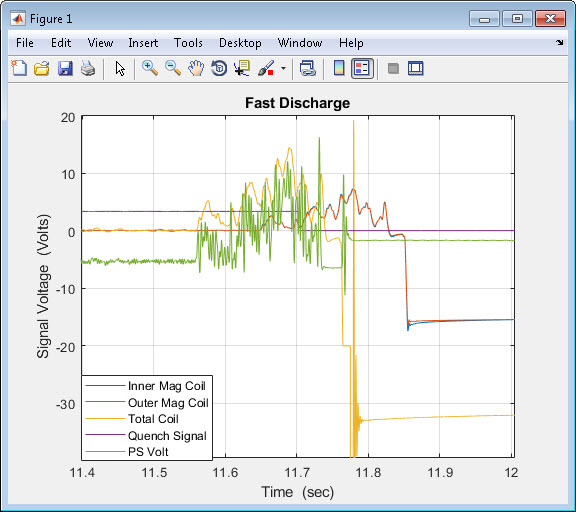 Figure 1
File Edit View Insert Tools Desktop Window Help
Fast Discharge
Signal Voltage (Volts)
20
10
0
-10
-20
-30
Inner Mag Coil
Outer Mag Coil
Total Coil
Quench Signal
PS Volt
11.4 11.5 11.6 11.7 11.8 11.9 12
Time (sec)